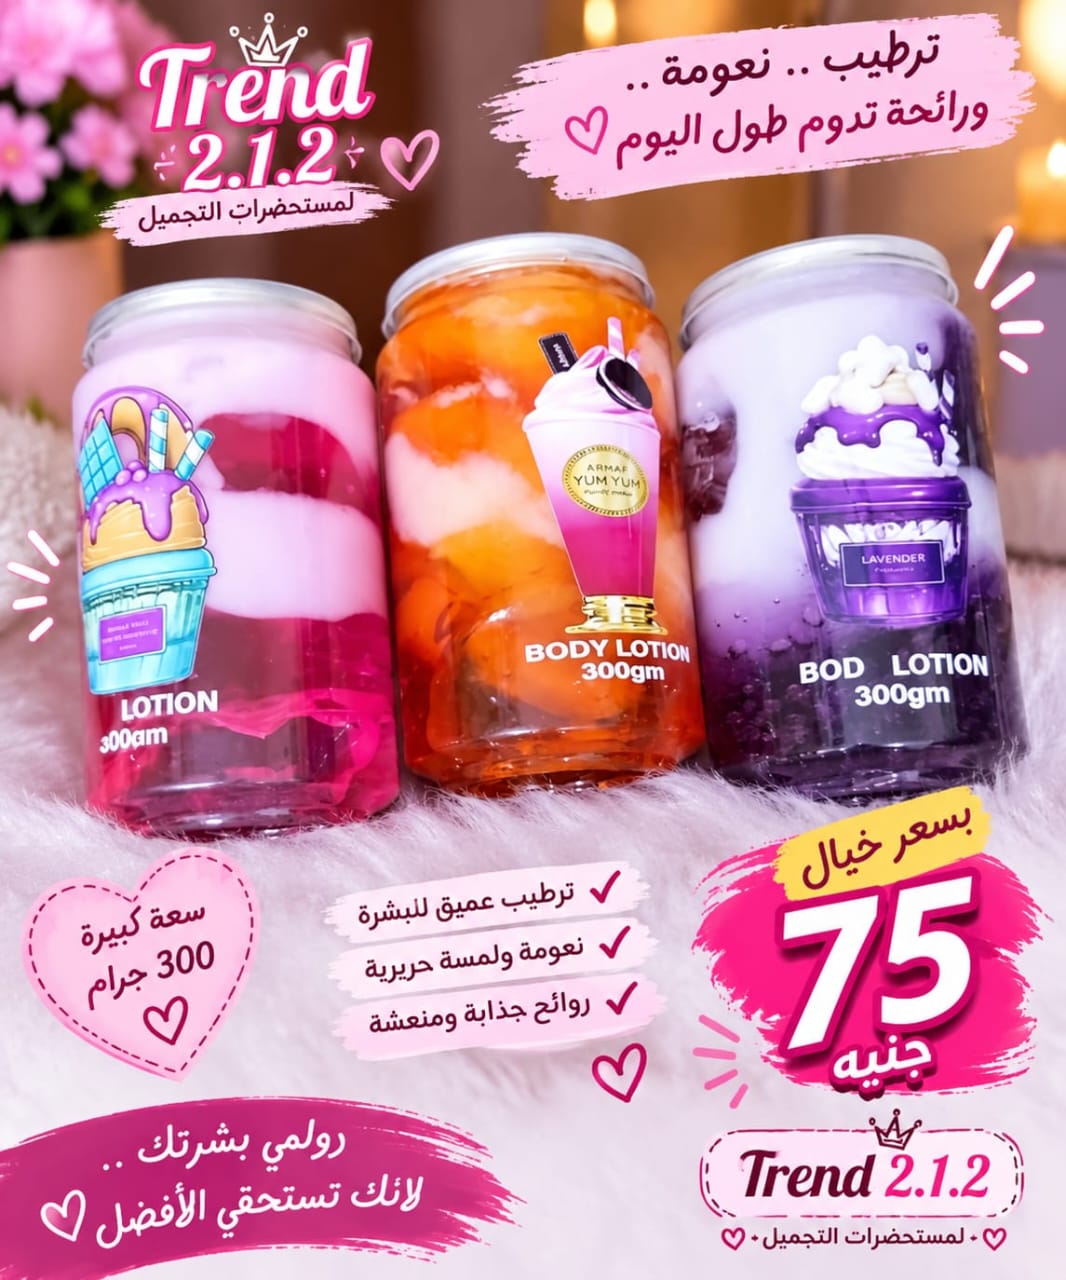 Trend
2.1.2
لمستحضرات التجميل
ترطيب .. نعومة ..
ورائحة تدوم طول اليوم
LOTION
300gm
ARMAF
YUM YUM
BODY LOTION
300gm
LAVENDER
BOD LOTION
300gm
سعة كبيرة
300 جرام
ترطيب عميق للبشرة
نعومة ولمسة حريرية
روائح جذابة ومنعشة
بسعر خيال
75
جنيه
رولمي بشرتك ..
لانك تستحقي الأفضل
Trend 2.1.2
لمستحضرات التجميل